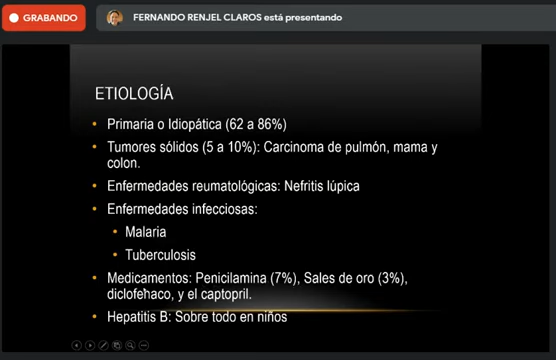 GRABANDO
FERNANDO RENJEL CLAROS está presentando
ETIOLOGÍA
• Primaria o Idiopática (62 a 86%)
• Tumores sólidos (5 a 10%): Carcinoma de pulmón, mama y
colon.
• Enfermedades reumatológicas: Nefritis lúpica
• Enfermedades infecciosas:
• Malaria
• Tuberculosis
• Medicamentos: Penicilamina (7%), Sales de oro (3%),
diclofenaco, y el captopril.
• Hepatitis B: Sobre todo en niños